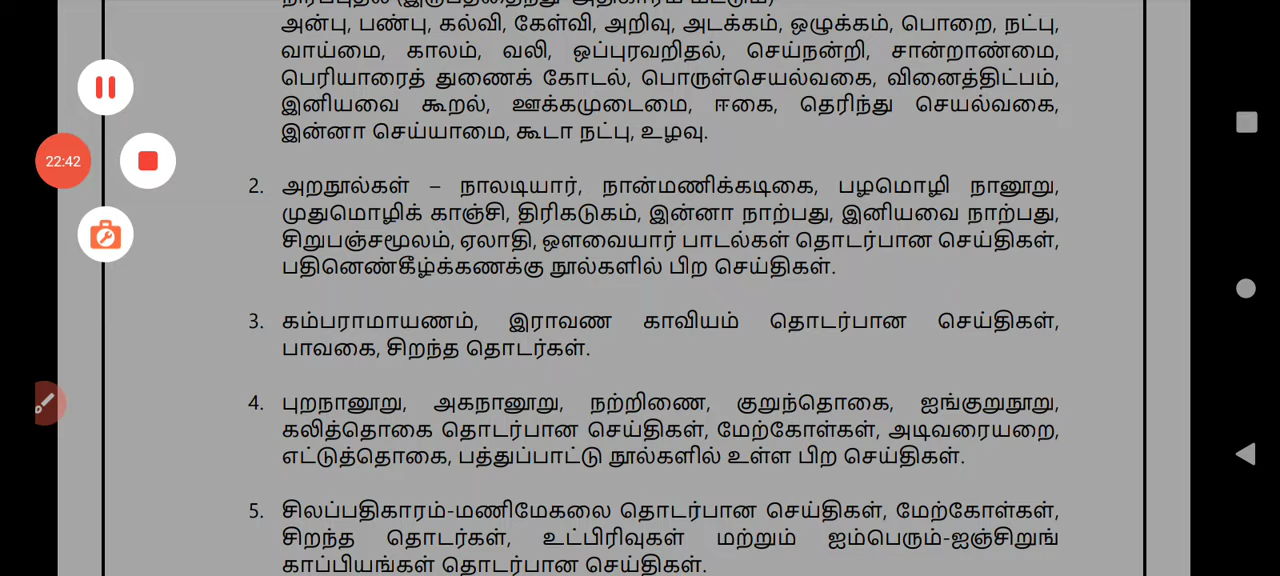 அன்பு, பண்பு, கல்வி, கேள்வி, அறிவு, அடக்கம், ஒழுக்கம், பொறை, நட்பு,
வாய்மை, காலம், வலி, ஒப்புரவறிதல், செய்நன்றி, சான்றாண்மை,
பெரியாரைத் துணைக் கோடல், பொருள்செயல்வகை, வினைத்திட்பம்,
இனியவை கூறல், ஊக்கமுடைமை, ஈகை, தெரிந்து செயல்வகை,
இன்னா செய்யாமை, கூடா நட்பு, உழவு.
22:42
2. அறநூல்கள் – நாலடியார், நான்மணிக்கடிகை, பழமொழி நானூறு,
முதுமொழிக் காஞ்சி, திரிகடுகம், இன்னா நாற்பது, இனியவை நாற்பது,
சிறுபஞ்சமூலம், ஏலாதி, ஔவையார் பாடல்கள் தொடர்பான செய்திகள்,
பதினெண்கீழ்க்கணக்கு நூல்களில் பிற செய்திகள்.
3. கம்பராமாயணம், இராவண காவியம் தொடர்பான செய்திகள்,
பாவகை, சிறந்த தொடர்கள்.
4. புறநானூறு, அகநானூறு, நற்றிணை, குறுந்தொகை, ஐங்குறுநூறு,
கலித்தொகை தொடர்பான செய்திகள், மேற்கோள்கள், அடிவரையறை,
எட்டுத்தொகை, பத்துப்பாட்டு நூல்களில் உள்ள பிற செய்திகள்.
5. சிலப்பதிகாரம்-மணிமேகலை தொடர்பான செய்திகள், மேற்கோள்கள்,
சிறந்த தொடர்கள், உட்பிரிவுகள் மற்றும் ஐம்பெரும்-ஐஞ்சிறுங்
காப்பியங்கள் தொடர்பான செய்திகள்.